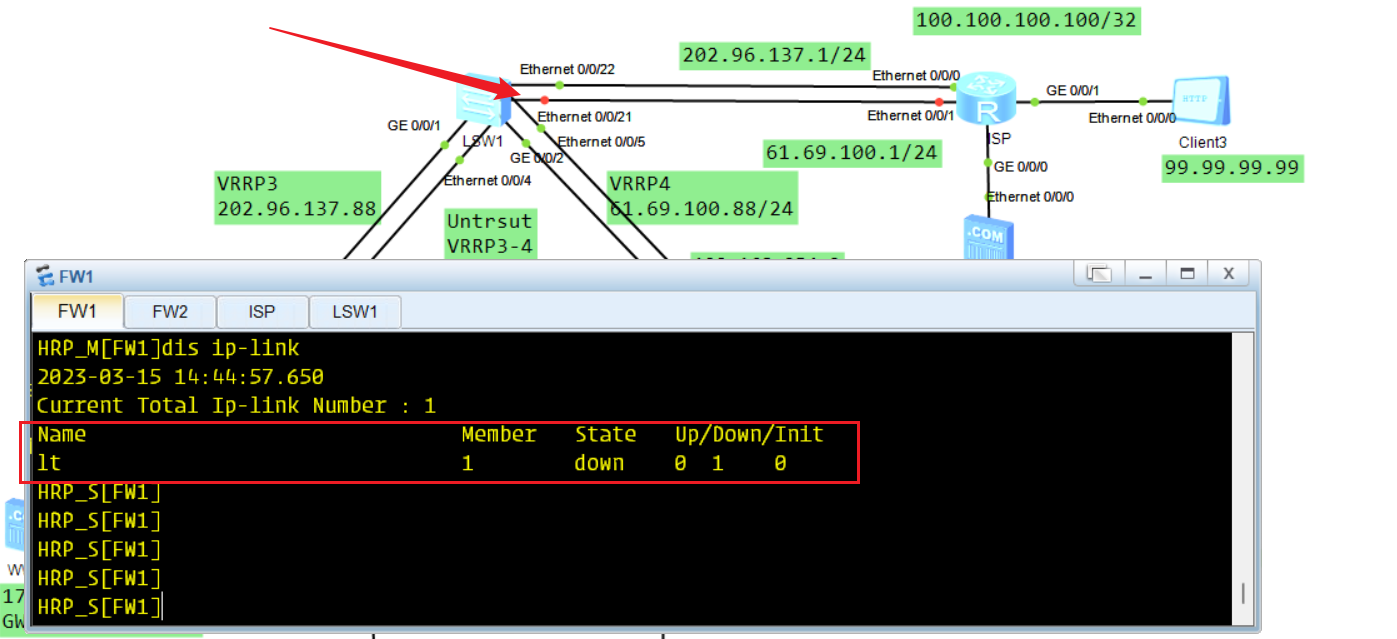 100.100.100.100/32
202.96.137.1/24
Ethernet 0/0/22
Ethernet 0/0/0
GE 0/0/1
HTTP
Ethernet 0/0/21
Ethernet 0/0/1
Ethernet 0/0/0
GE 0/0/1
LSW1
Ethernet 0/0/5
R
ISP
Client3
GE 0/0/2
61.69.100.1/24
GE 0/0/0
99.99.99.99
Ethernet 0/0/4
VRRP3
202.96.137.88
VRRP4
61.69.100.88/24
Ethernet 0/0/0
Untrsut
VRRP3-4
.COM
FW1
FW1
FW2
ISP
LSW1
HRP_M[FW1]dis ip-link
2023-03-15 14:44:57.650
Current Total Ip-link Number : 1
Name Member State Up/Down/Init
lt 1 down 0 1 0
HRP_S[FW1]
HRP_S[FW1]
HRP_S[FW1]
HRP_S[FW1]
HRP_S[FW1]
17
GW